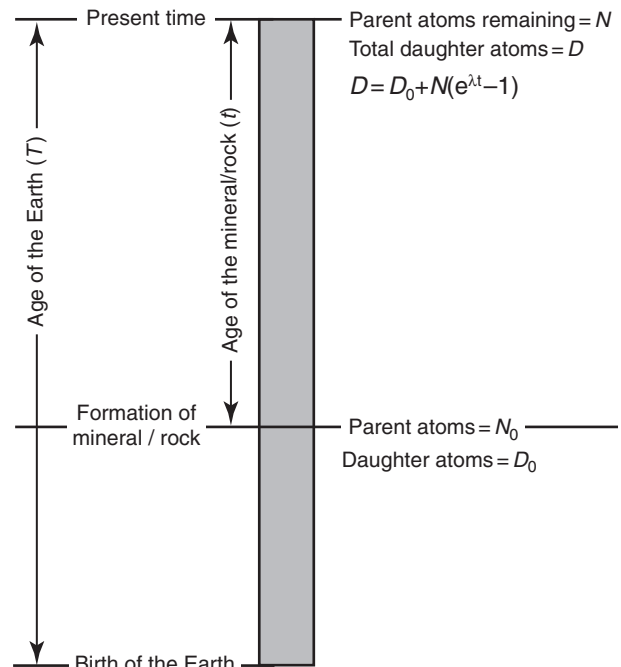 Present time
Parent atoms remaining = N
Total daughter atoms = D
D = D₀+N(e^λt–1)
Age of the Earth (T)
Age of the mineral/rock (t)
Formation of
mineral / rock
Parent atoms = N₀
Daughter atoms = D₀
Birth of the Earth